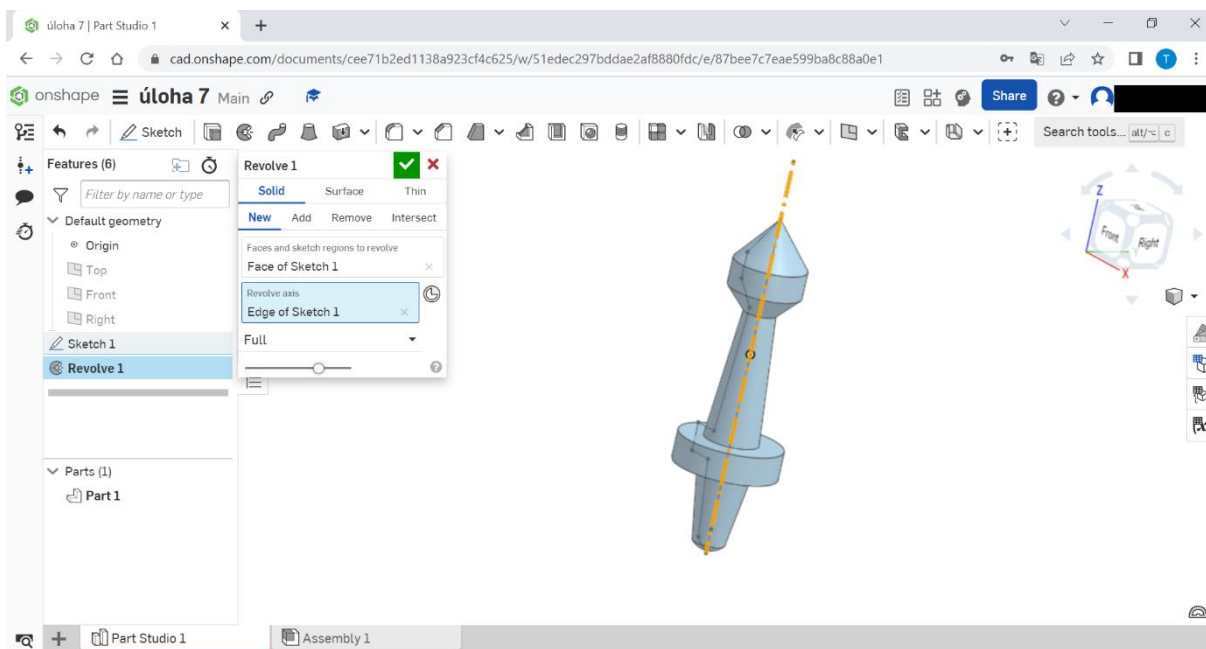 úloha 7 | Part Studio 1
cad.onshape.com/documents/cee71b2ed1138a923cf4c625/w/51edec297bddae2af8880fdc/e/87bee7c7eae599ba8c88a0e1
T
onshape úloha 7 Main Share
Sketch Search tools... alt/⌥ c
Features (6)
Filter by name or type
Default geometry
Origin
Top
Front
Right
Sketch 1
Revolve 1
Parts (1)
Part 1
Revolve 1
Solid Surface Thin
New Add Remove Intersect
Faces and sketch regions to revolve
Face of Sketch 1
Revolve axis
Edge of Sketch 1
Full
Z
Front Right
X
Part Studio 1 Assembly 1